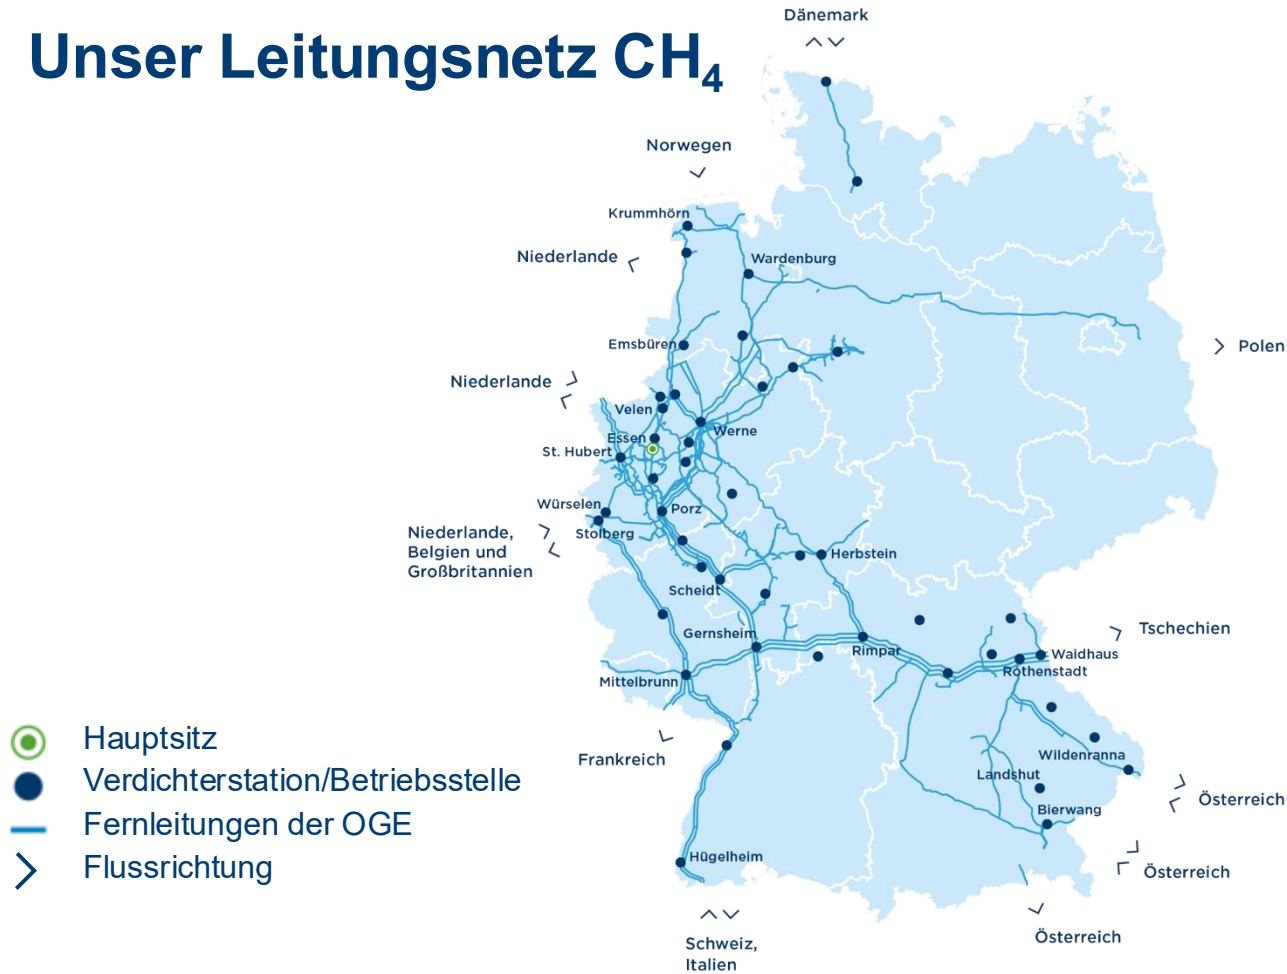 Unser Leitungsnetz CH₄
Dänemark
Norwegen
Krummhörn
Niederlande
Wardenburg
Emsbüren
Polen
Niederlande
Velen
Werne
Essen
St. Hubert
Würselen
Porz
Stolberg
Niederlande,
Belgien und
Großbritannien
Herbstein
Scheidt
Gernsheim
Tschechien
Rimpar
Waidhaus
Rothenstadt
Mittelbrunn
Frankreich
Wildenranna
Landshut
Österreich
Bierwang
Hügelheim
Österreich
Österreich
Schweiz,
Italien
Hauptsitz
Verdichterstation/Betriebsstelle
Fernleitungen der OGE
Flussrichtung